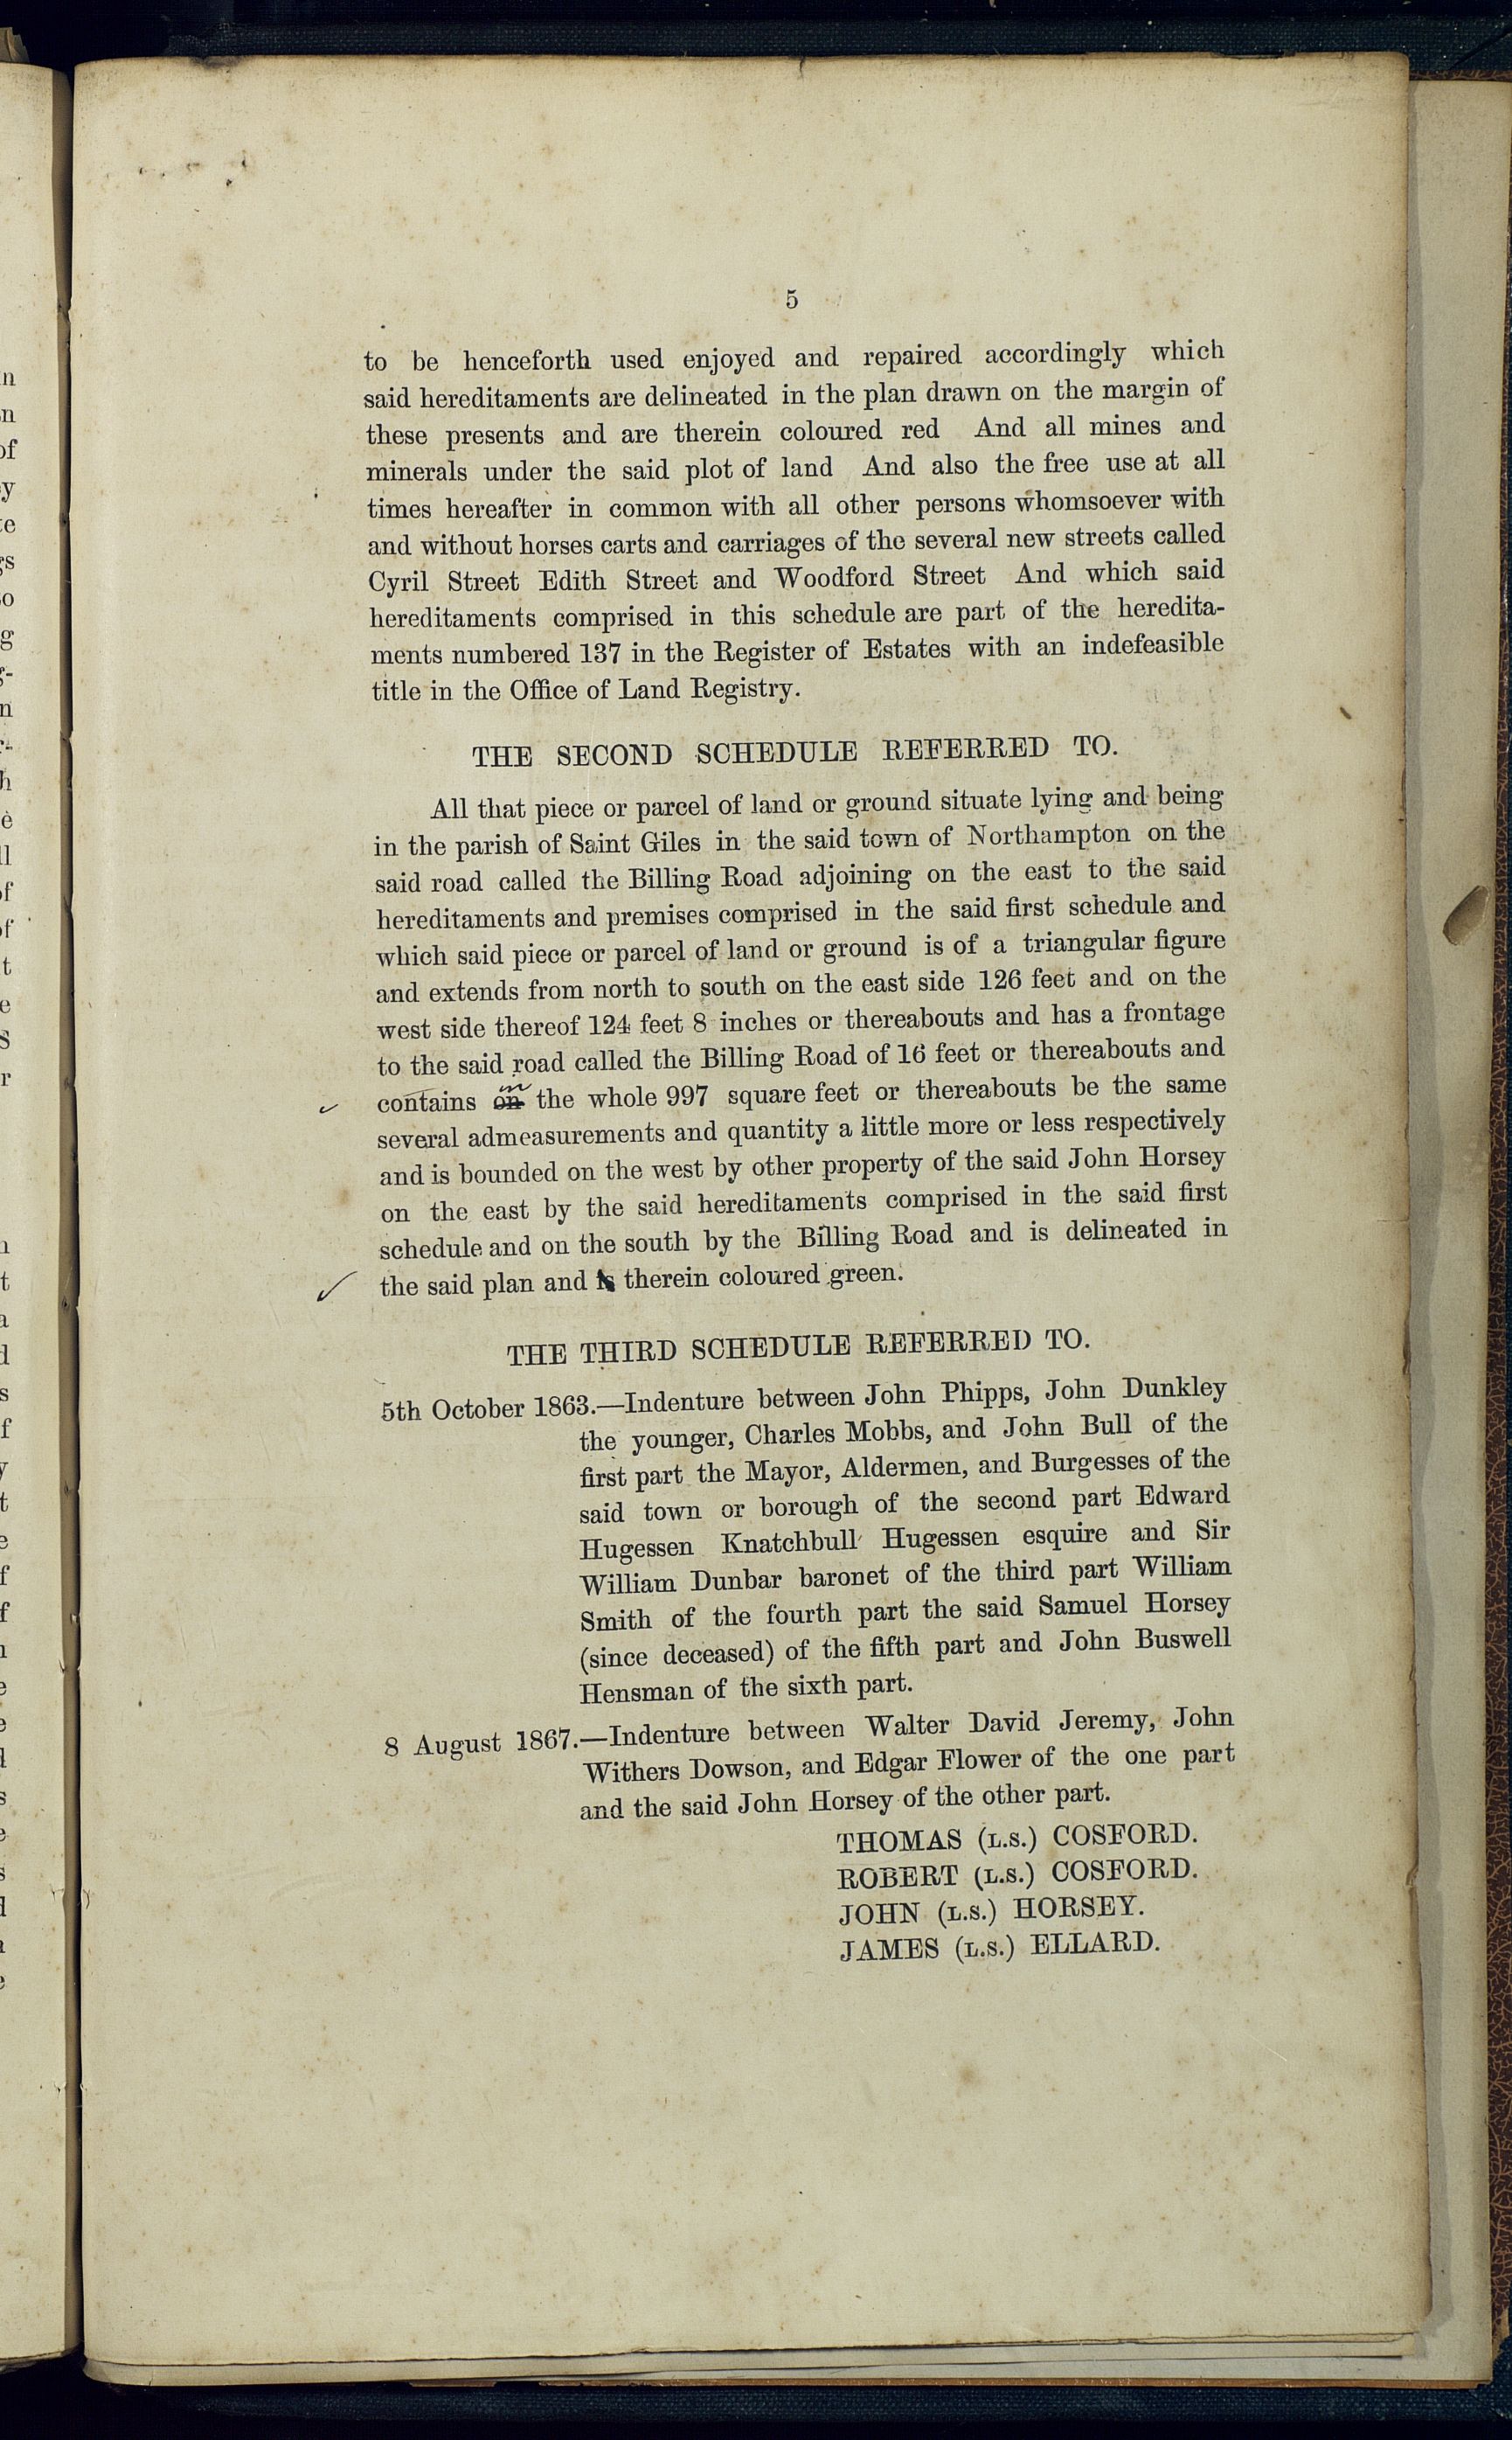 5
to be henceforth used enjoyed and repaired accordingly which
said hereditaments are delineated in the plan drawn on the margin of
these presents and are therein coloured red And all mines and
minerals under the said plot of land And also the free use at all
times hereafter in common with all other persons whomsoever with
and without horses carts and carriages of the several new streets called
Cyril Street Edith Street and Woodford Street And which said
hereditaments comprised in this schedule are part of the heredita-
ments numbered 137 in the Register of Estates with an indefeasible
title in the Office of Land Registry.
THE SECOND SCHEDULE REFERRED TO.
All that piece or parcel of land or ground situate lying and being
in the parish of Saint Giles in the said town of Northampton on the
said road called the Billing Road adjoining on the east to the said
hereditaments and premises comprised in the said first schedule and
which said piece or parcel of land or ground is of a triangular figure
and extends from north to south on the east side 126 feet and on the
west side thereof 124 feet 8 inches or thereabouts and has a frontage
to the said road called the Billing Road of 16 feet or thereabouts and
in
contains on the whole 997 square feet or thereabouts be the same
several admeasurements and quantity a little more or less respectively
and is bounded on the west by other property of the said John Horsey
on the east by the said hereditaments comprised in the said first
schedule and on the south by the Billing Road and is delineated in
the said plan and is therein coloured green.
THE THIRD SCHEDULE REFERRED TO.
5th October 1863.—Indenture between John Phipps, John Dunkley
the younger, Charles Mobbs, and John Bull of the
first part the Mayor, Aldermen, and Burgesses of the
said town or borough of the second part Edward
Hugessen Knatchbull Hugessen esquire and Sir
William Dunbar baronet of the third part William
Smith of the fourth part the said Samuel Horsey
(since deceased) of the fifth part and John Buswell
Hensman of the sixth part.
8 August 1867.—Indenture between Walter David Jeremy, John
Withers Dowson, and Edgar Flower of the one part
and the said John Horsey of the other part.
THOMAS (L.S.) COSFORD.
ROBERT (L.S.) COSFORD.
JOHN (L.S.) HORSEY.
JAMES (L.S.) ELLARD.